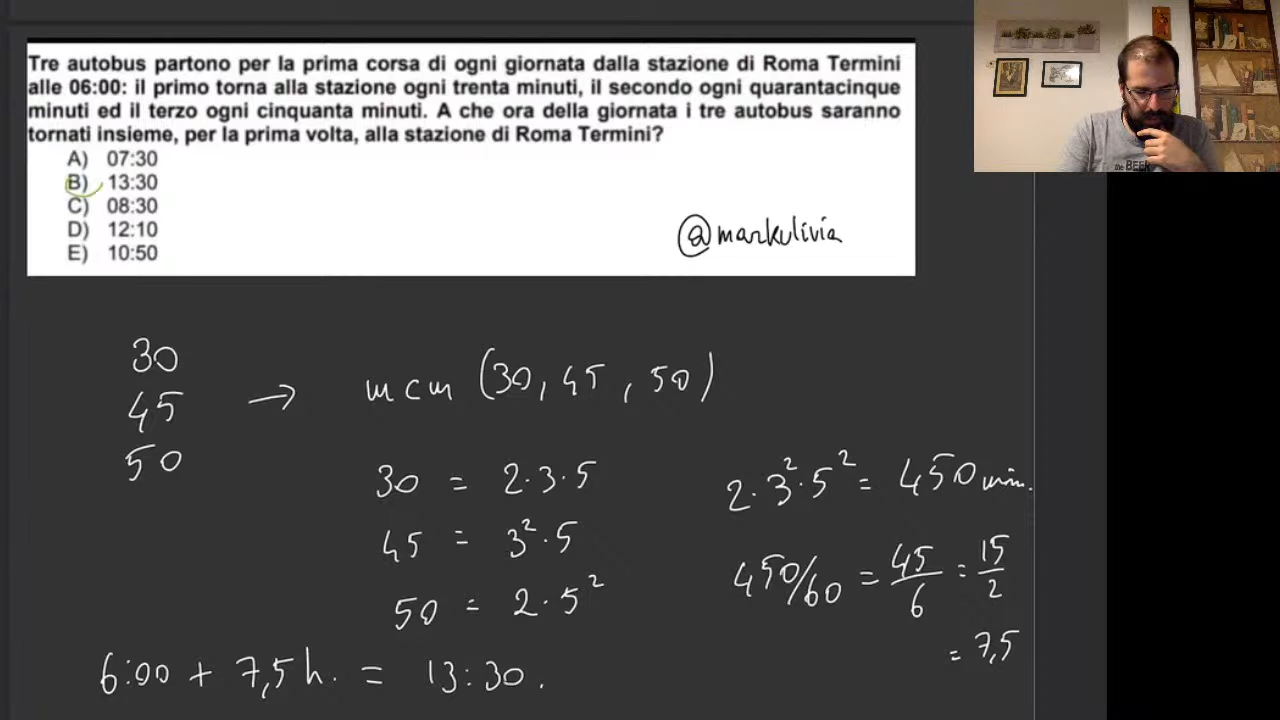 Tre autobus partono per la prima corsa di ogni giornata dalla stazione di Roma Termini
alle 06:00: il primo torna alla stazione ogni trenta minuti, il secondo ogni quarantacinque
minuti ed il terzo ogni cinquanta minuti. A che ora della giornata i tre autobus saranno
tornati insieme, per la prima volta, alla stazione di Roma Termini?
A) 07:30
B) 13:30
C) 08:30
D) 12:10
E) 10:50
@markulivia
30
45
50
→ mcm (30, 45, 50)
30 = 2·3·5
45 = 3²·5
50 = 2·5²
2·3²·5² = 450 min.
450/60 = 45/6 = 15/2
= 7,5
6:00 + 7,5 h. = 13:30.
the BEER